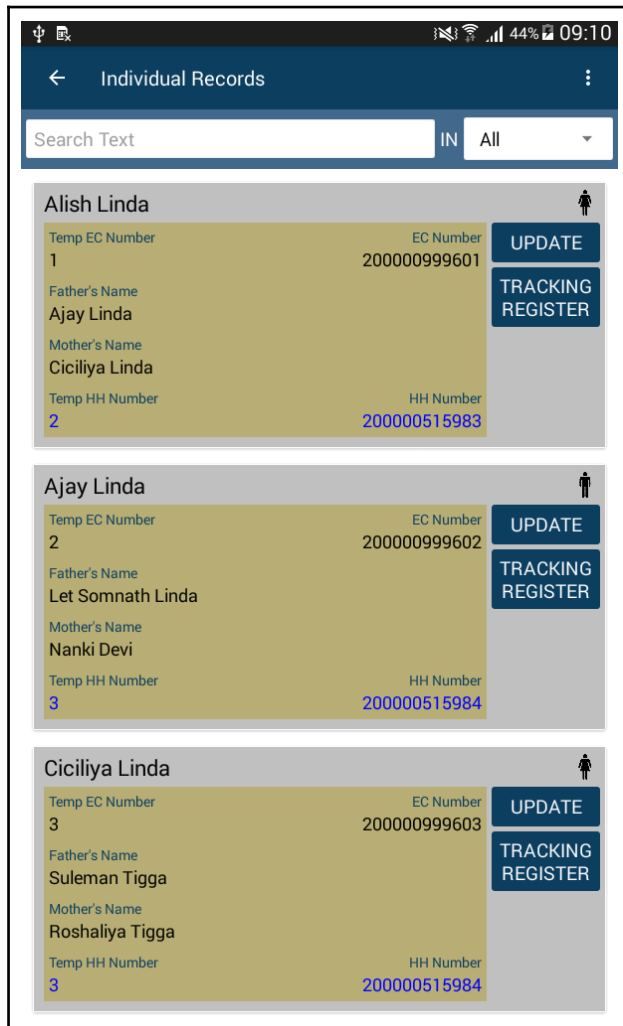 44% 09:10
Individual Records
Search Text IN All
Alish Linda
Temp EC Number EC Number
1 200000999601
UPDATE
Father's Name
Ajay Linda
TRACKING
REGISTER
Mother's Name
Ciciliya Linda
Temp HH Number HH Number
2 200000515983
Ajay Linda
Temp EC Number EC Number
2 200000999602
UPDATE
Father's Name
Let Somnath Linda
TRACKING
REGISTER
Mother's Name
Nanki Devi
Temp HH Number HH Number
3 200000515984
Ciciliya Linda
Temp EC Number EC Number
3 200000999603
UPDATE
Father's Name
Suleman Tigga
TRACKING
REGISTER
Mother's Name
Roshaliya Tigga
Temp HH Number HH Number
3 200000515984